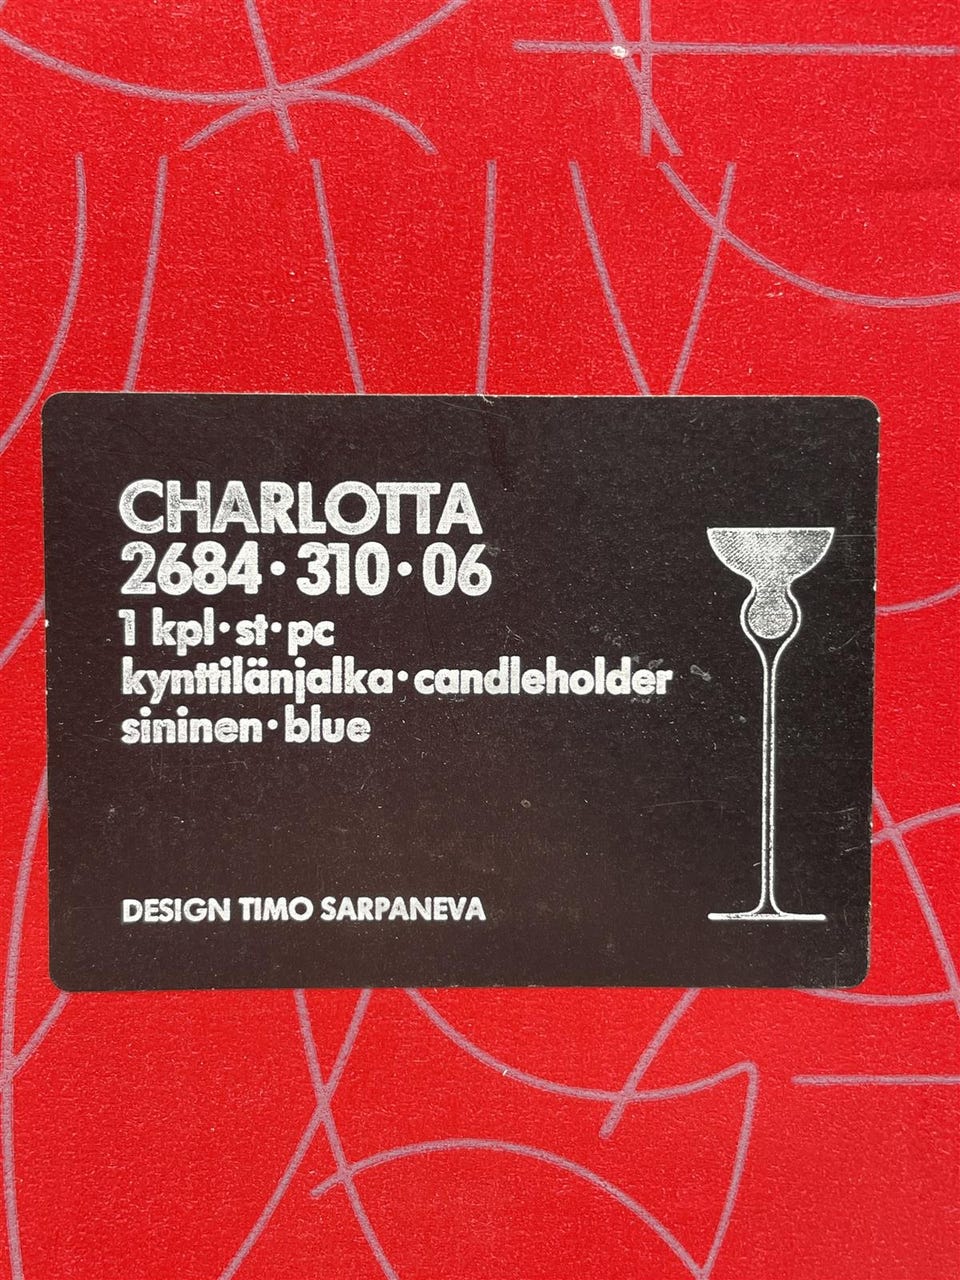 CHARLOTTA
2684·310·06
1 kpl·st·pc
kynttilänjalka·candleholder
sininen·blue
DESIGN TIMO SARPANEVA